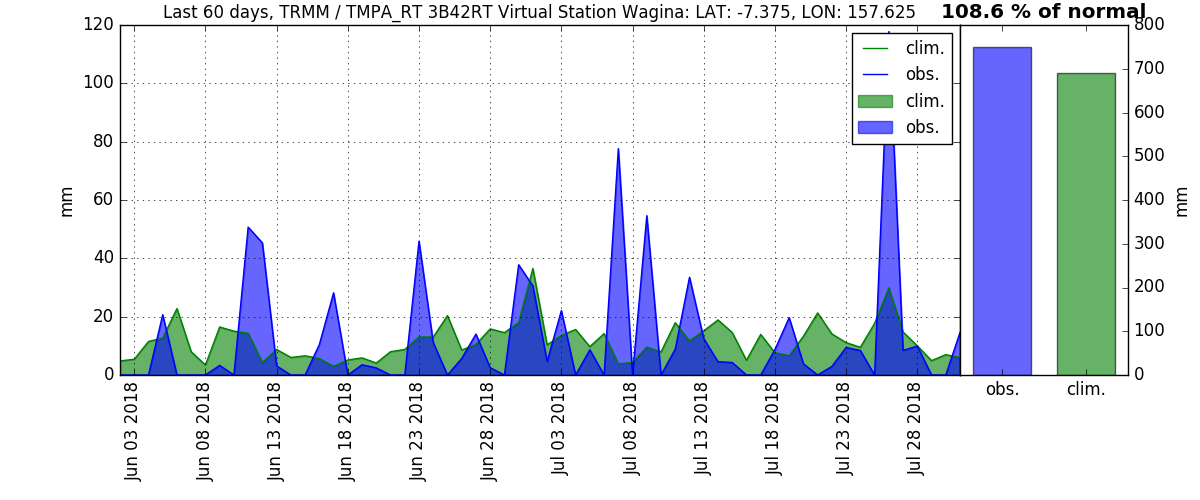 Last 60 days, TRMM / TMPA_RT 3B42RT Virtual Station Wagina: LAT: -7.375, LON: 157.625
108.6 % of normal
120
100
80
60
40
20
0
mm
clim.
obs.
clim.
obs.
Jun 03 2018
Jun 08 2018
Jun 13 2018
Jun 18 2018
Jun 23 2018
Jun 28 2018
Jul 03 2018
Jul 08 2018
Jul 13 2018
Jul 18 2018
Jul 23 2018
Jul 28 2018
800
700
600
500
400
300
200
100
0
mm
obs.
clim.